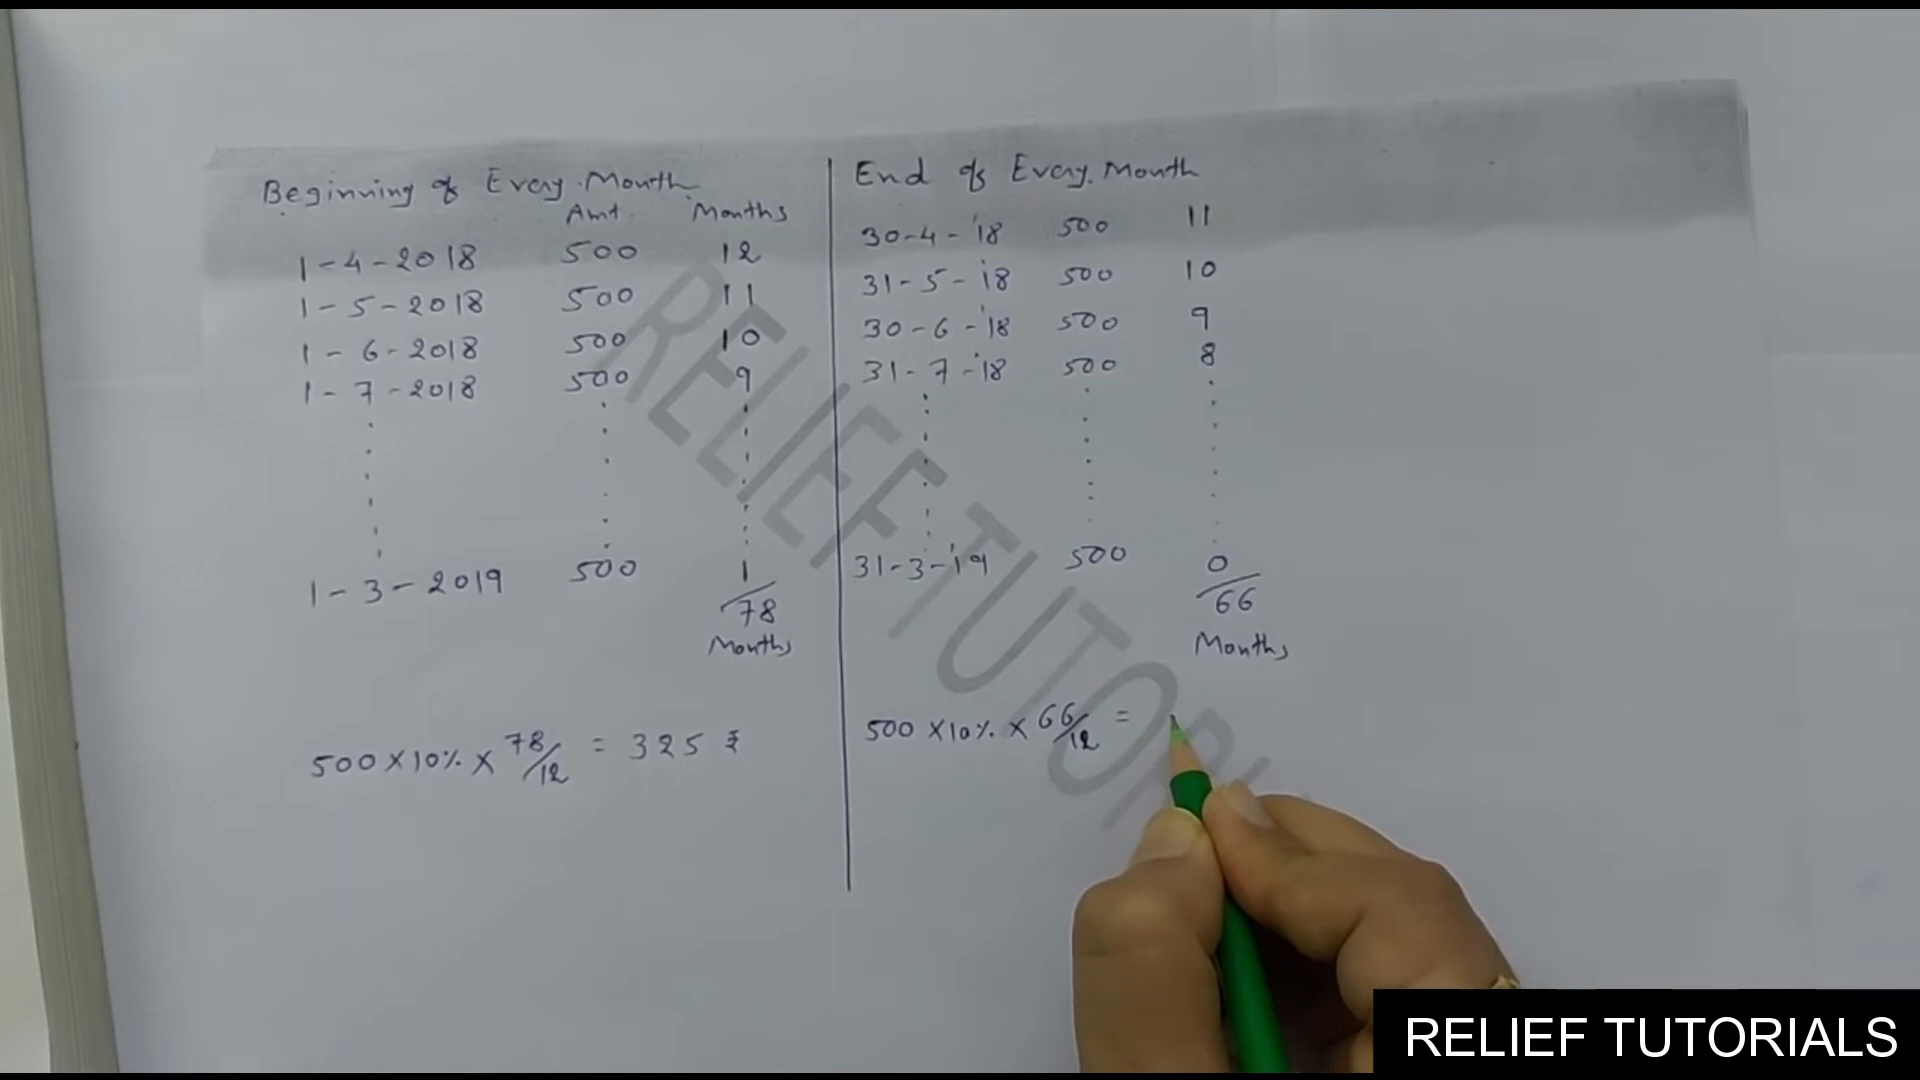 Beginning of Every Month
Amt. Months
1-4-2018 500 12
1-5-2018 500 11
1-6-2018 500 10
1-7-2018 500 9
1-3-2019 500 1
78
Months
500 X 10% X 78/12 = 325 ₹
End of Every Month
30-4-'18 500 11
31-5-'18 500 10
30-6-'18 500 9
31-7-'18 500 8
31-3-'19 500 0
66
Months
500 X 10% X 66/12 =
RELIEF TUTORI
RELIEF TUTORIALS